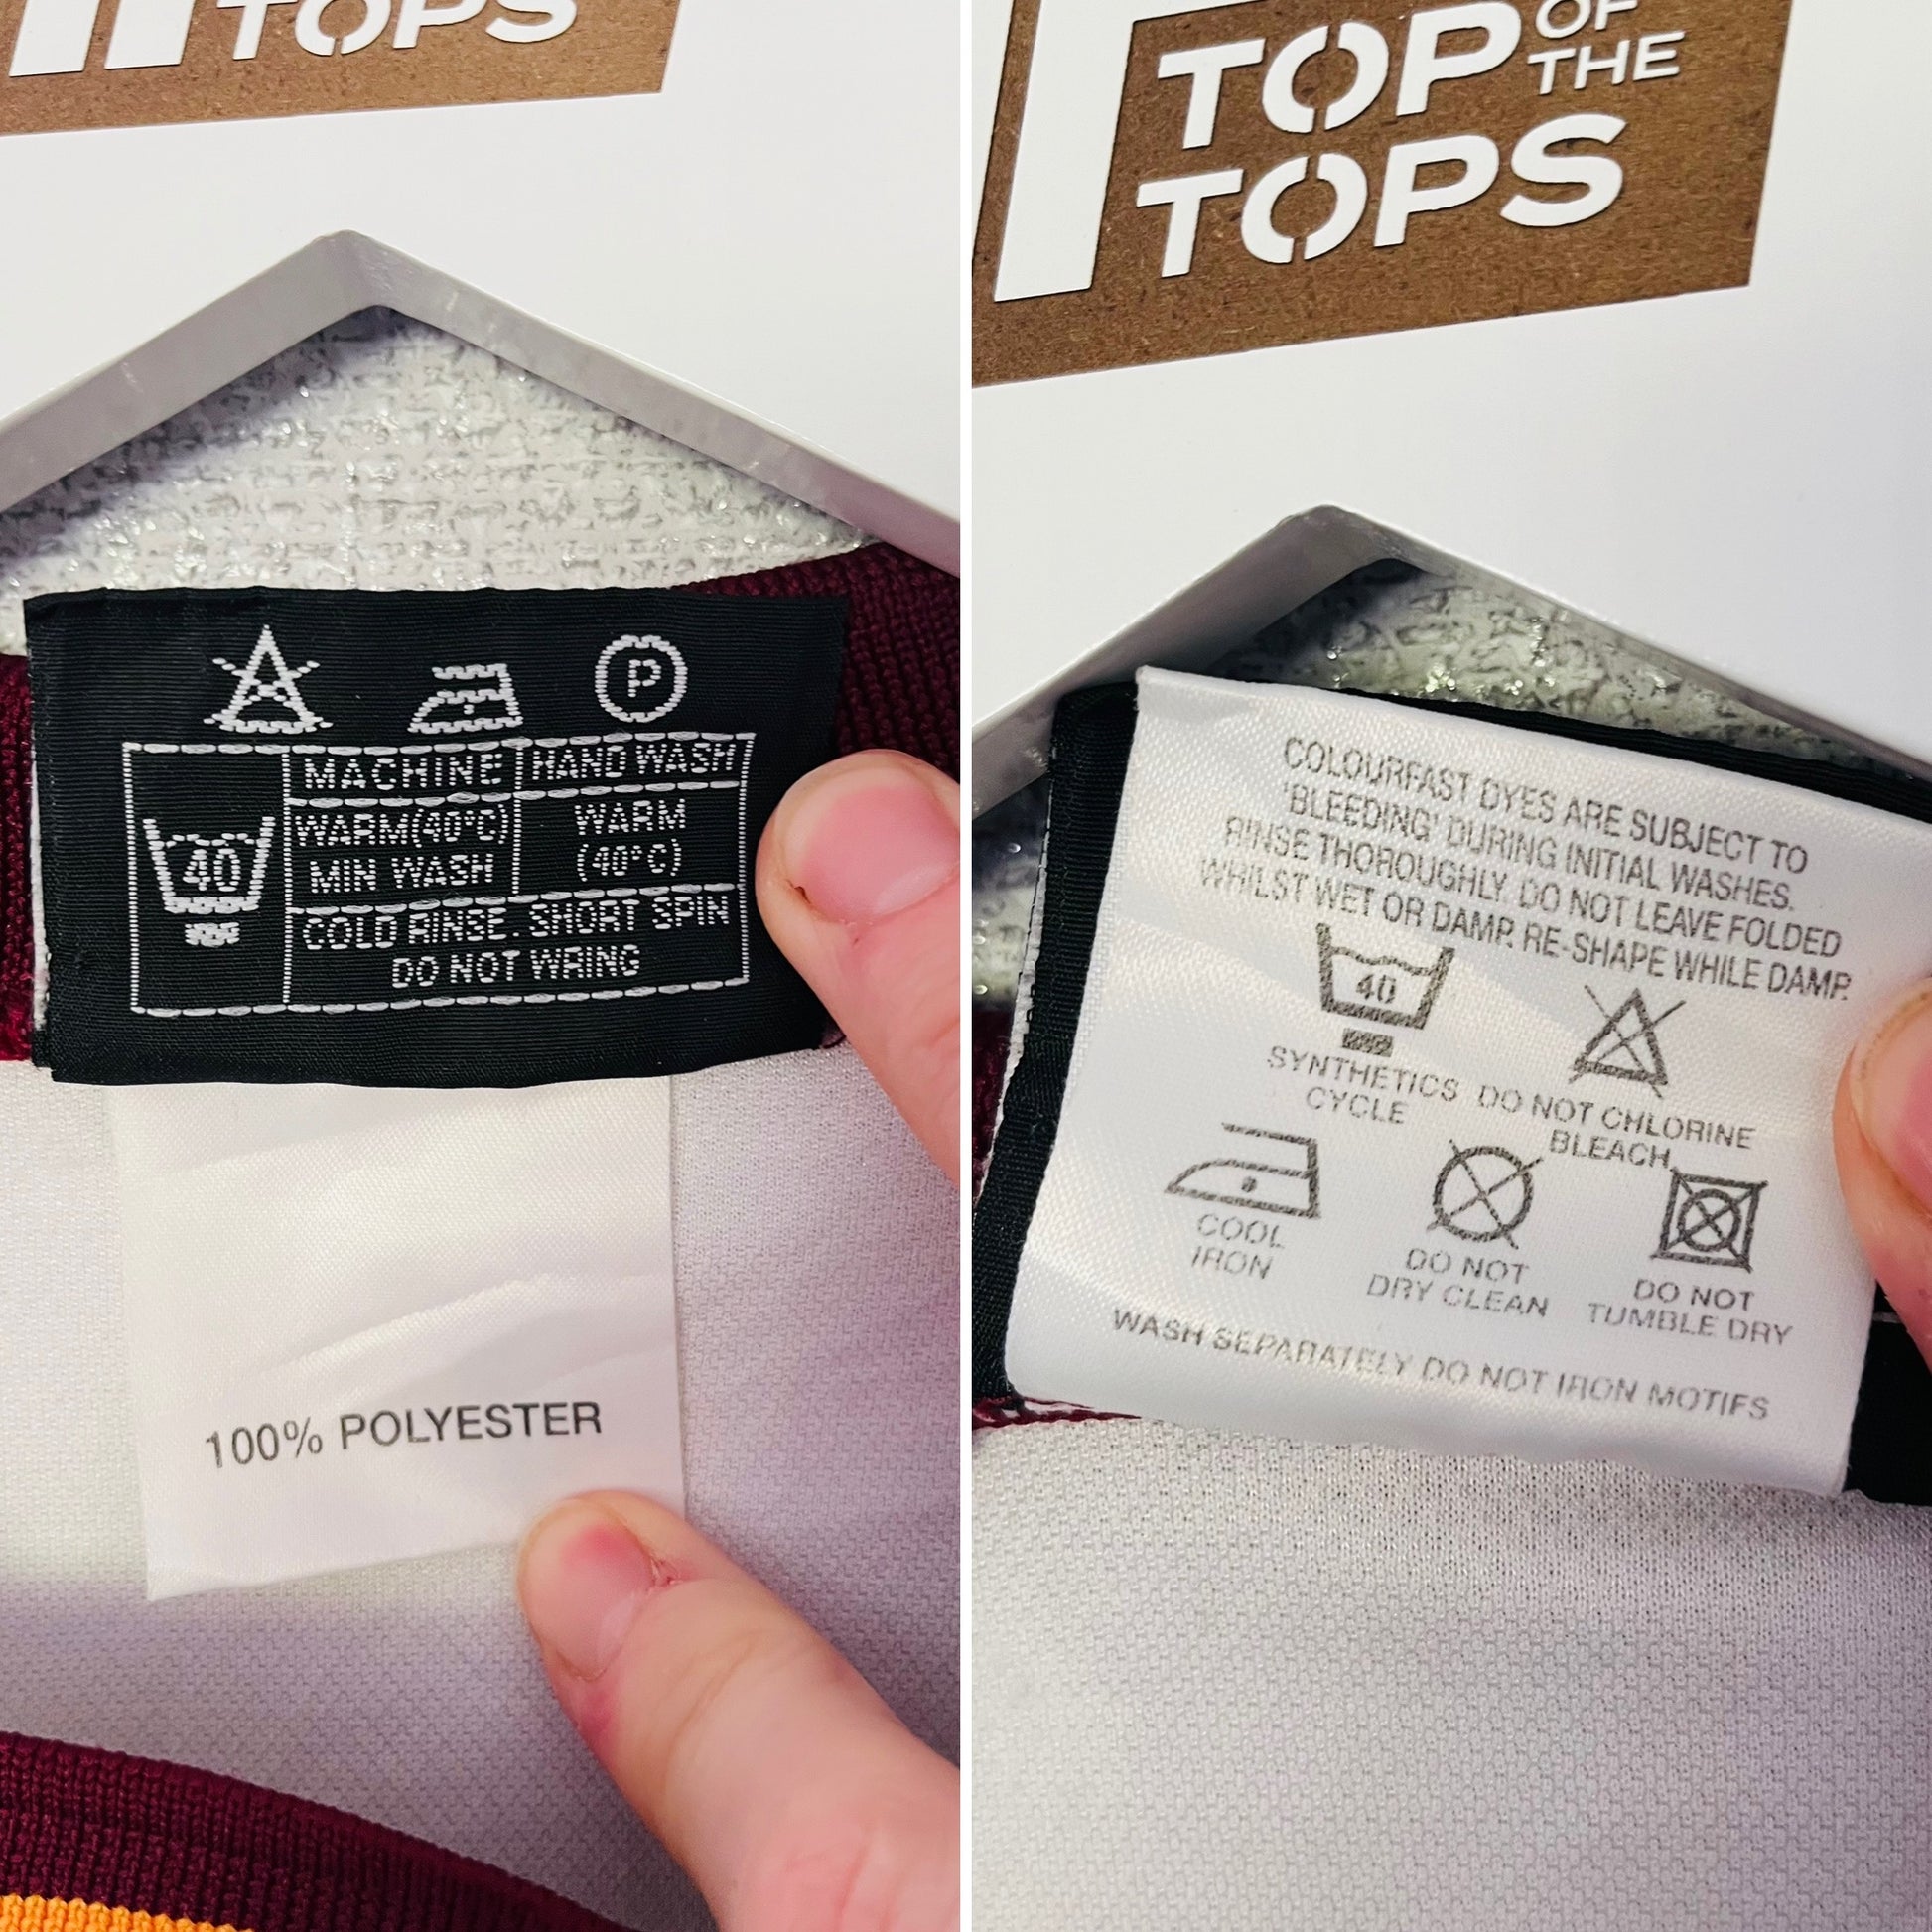 TOPS
P
MACHINE HAND WASH
40
WARM(40°C) WARM
MIN WASH (40°C)
COLD RINSE. SHORT SPIN
DO NOT WRING
100% POLYESTER
TOP OF THE
TOPS
COLOURFAST DYES ARE SUBJECT TO
'BLEEDING' DURING INITIAL WASHES.
RINSE THOROUGHLY. DO NOT LEAVE FOLDED
WHILST WET OR DAMP. RE-SHAPE WHILE DAMP.
40
SYNTHETICS
CYCLE
DO NOT CHLORINE
BLEACH
COOL
IRON
DO NOT
DRY CLEAN
DO NOT
TUMBLE DRY
WASH SEPARATELY DO NOT IRON MOTIFS